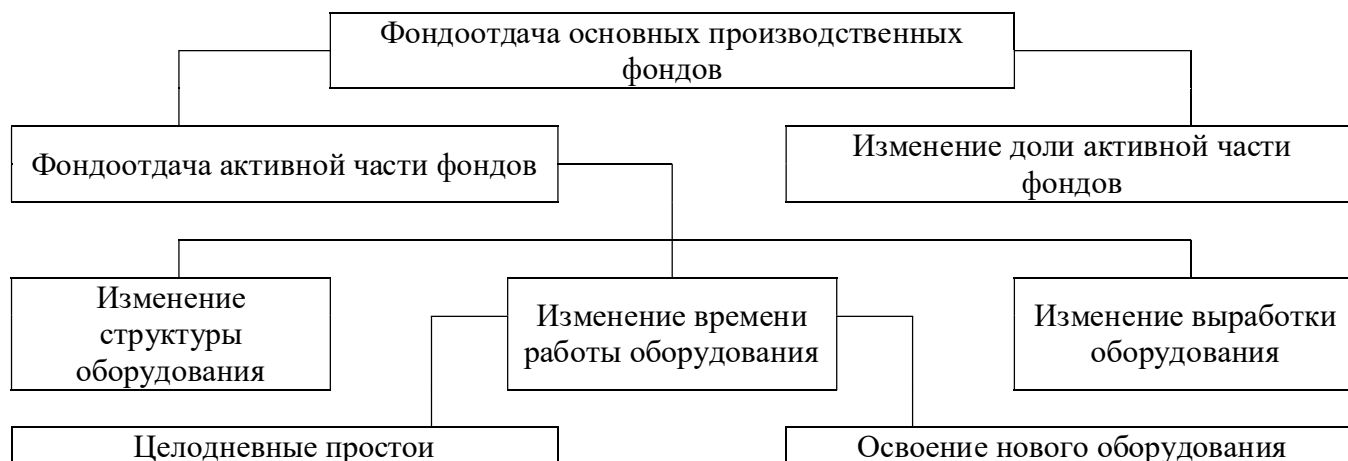 Фондоотдача основных производственных
фондов
Фондоотдача активной части фондов
Изменение доли активной части
фондов
Изменение
структуры
оборудования
Изменение времени
работы оборудования
Изменение выработки
оборудования
Целодневные простои
Освоение нового оборудования